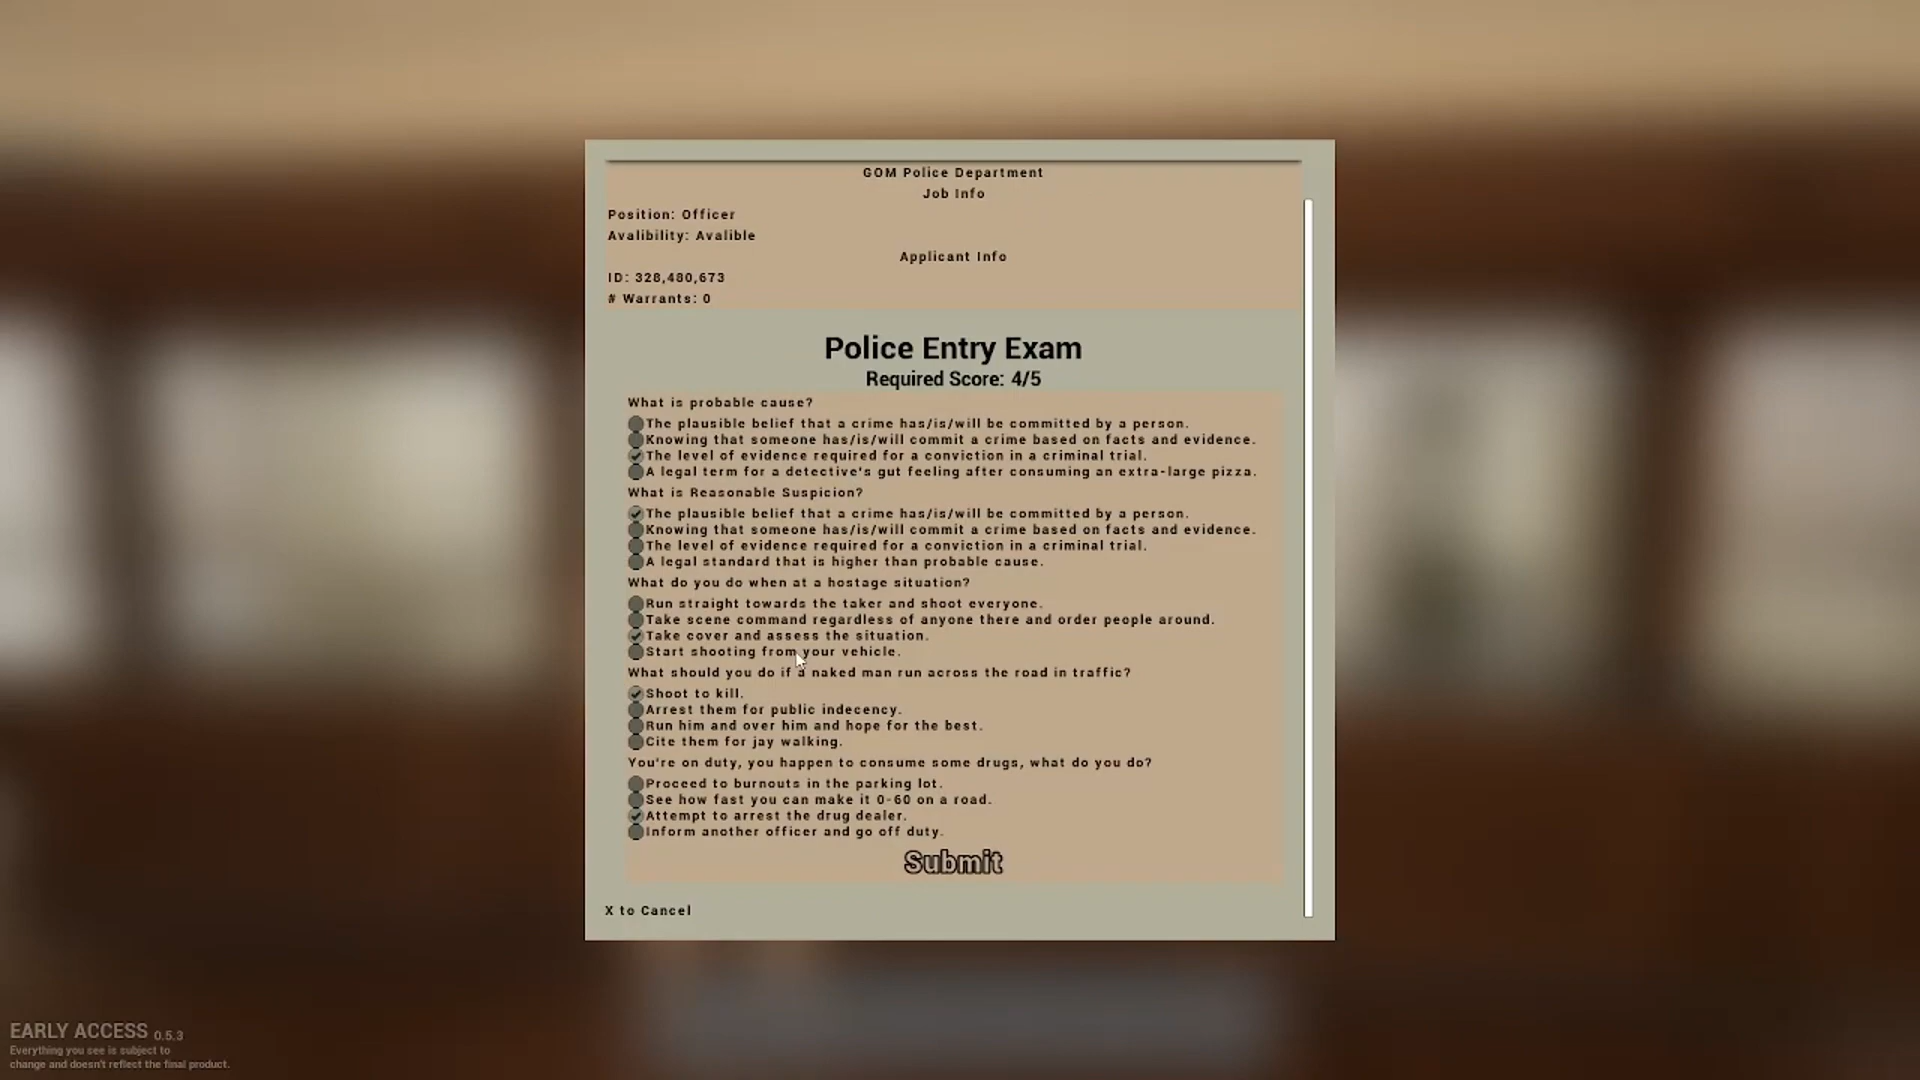 GOM Police Department
Job Info
Position: Officer
Avalibility: Avalible
Applicant Info
ID: 328,480,673
# Warrants: 0
Police Entry Exam
Required Score: 4/5
What is probable cause?
The plausible belief that a crime has/is/will be committed by a person.
Knowing that someone has/is/will commit a crime based on facts and evidence.
The level of evidence required for a conviction in a criminal trial.
A legal term for a detective's gut feeling after consuming an extra-large pizza.
What is Reasonable Suspicion?
The plausible belief that a crime has/is/will be committed by a person.
Knowing that someone has/is/will commit a crime based on facts and evidence.
The level of evidence required for a conviction in a criminal trial.
A legal standard that is higher than probable cause.
What do you do when at a hostage situation?
Run straight towards the taker and shoot everyone.
Take scene command regardless of anyone there and order people around.
Take cover and assess the situation.
Start shooting from your vehicle.
What should you do if a naked man run across the road in traffic?
Shoot to kill.
Arrest them for public indecency.
Run him and over him and hope for the best.
Cite them for jay walking.
You're on duty, you happen to consume some drugs, what do you do?
Proceed to burnouts in the parking lot.
See how fast you can make it 0-60 on a road.
Attempt to arrest the drug dealer.
Inform another officer and go off duty.
Submit
X to Cancel
EARLY ACCESS 0.5.3
Everything you see is subject to
change and doesn't reflect the final product.